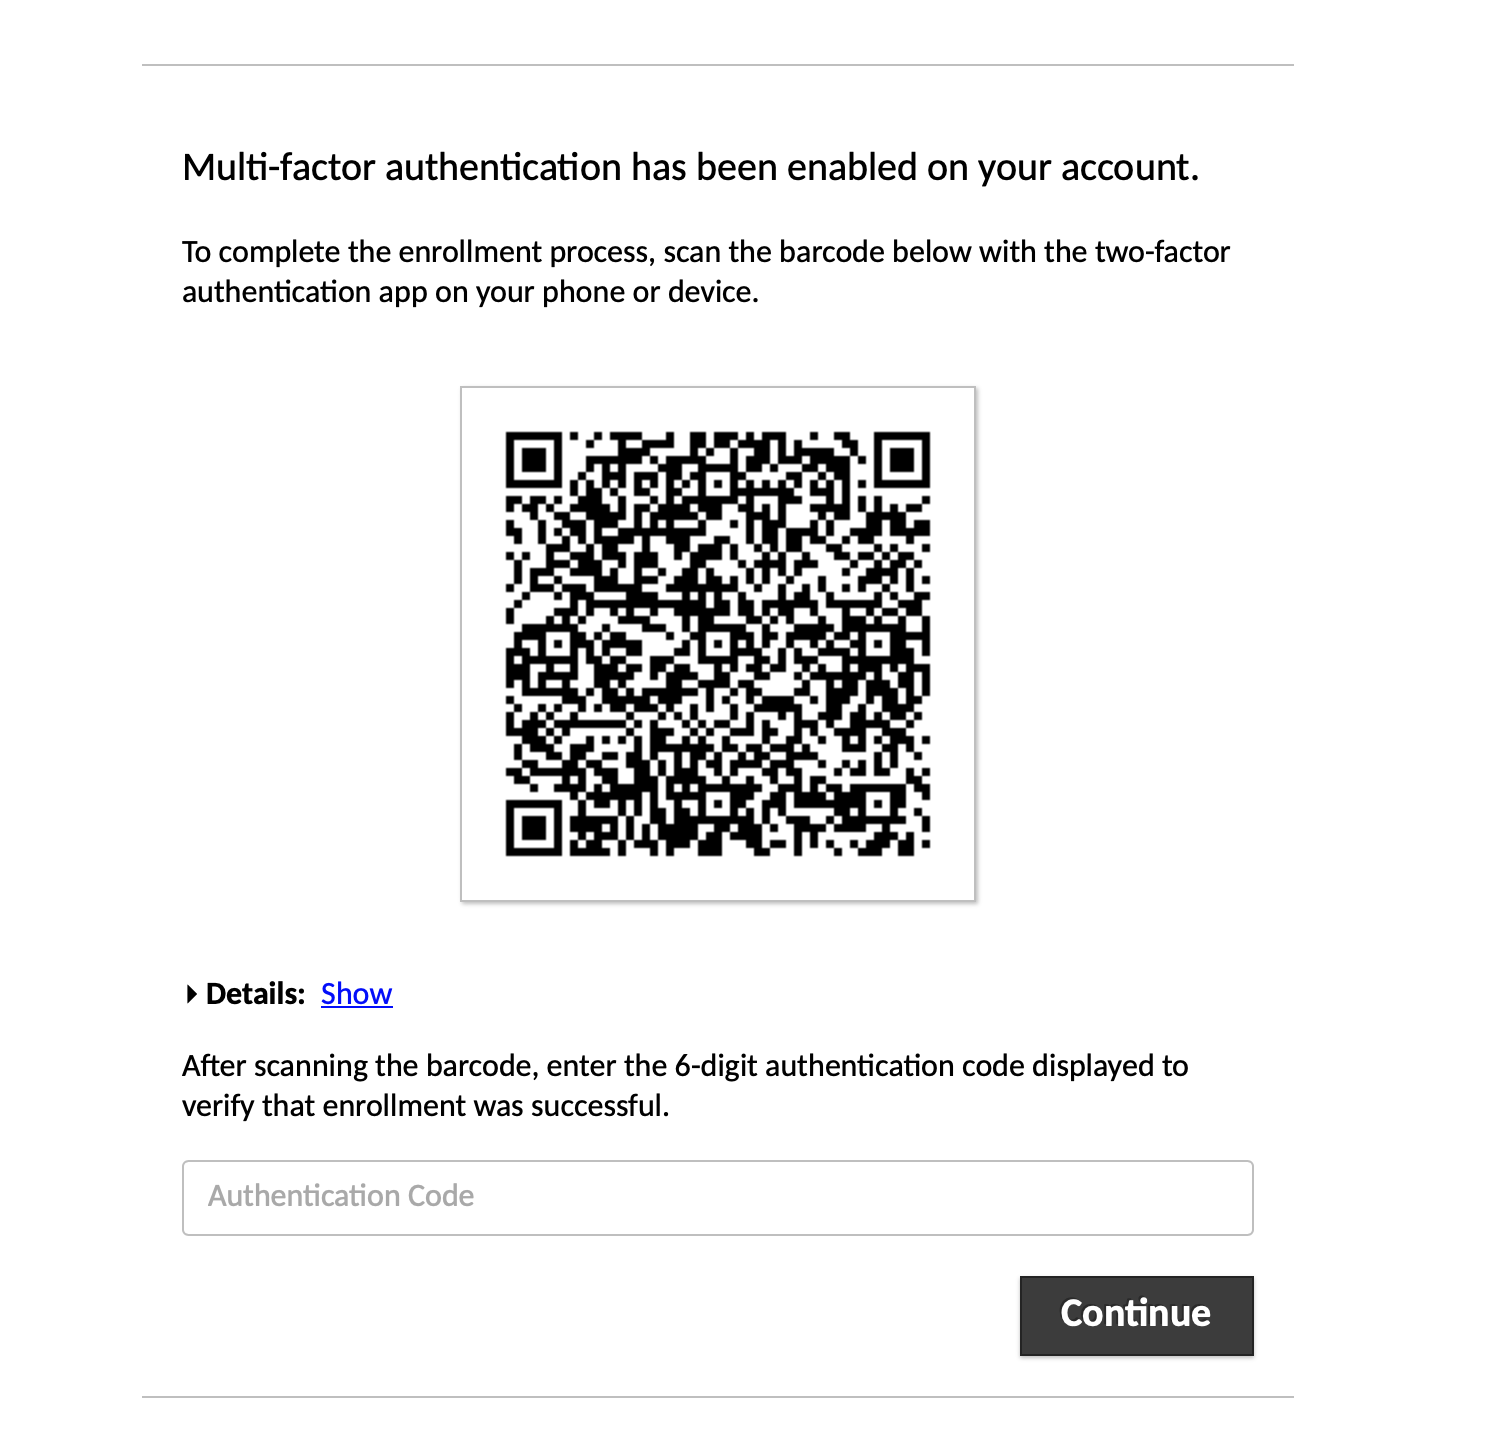 Multi-factor authentication has been enabled on your account.
To complete the enrollment process, scan the barcode below with the two-factor
authentication app on your phone or device.
Details: Show
After scanning the barcode, enter the 6-digit authentication code displayed to
verify that enrollment was successful.
Authentication Code
Continue